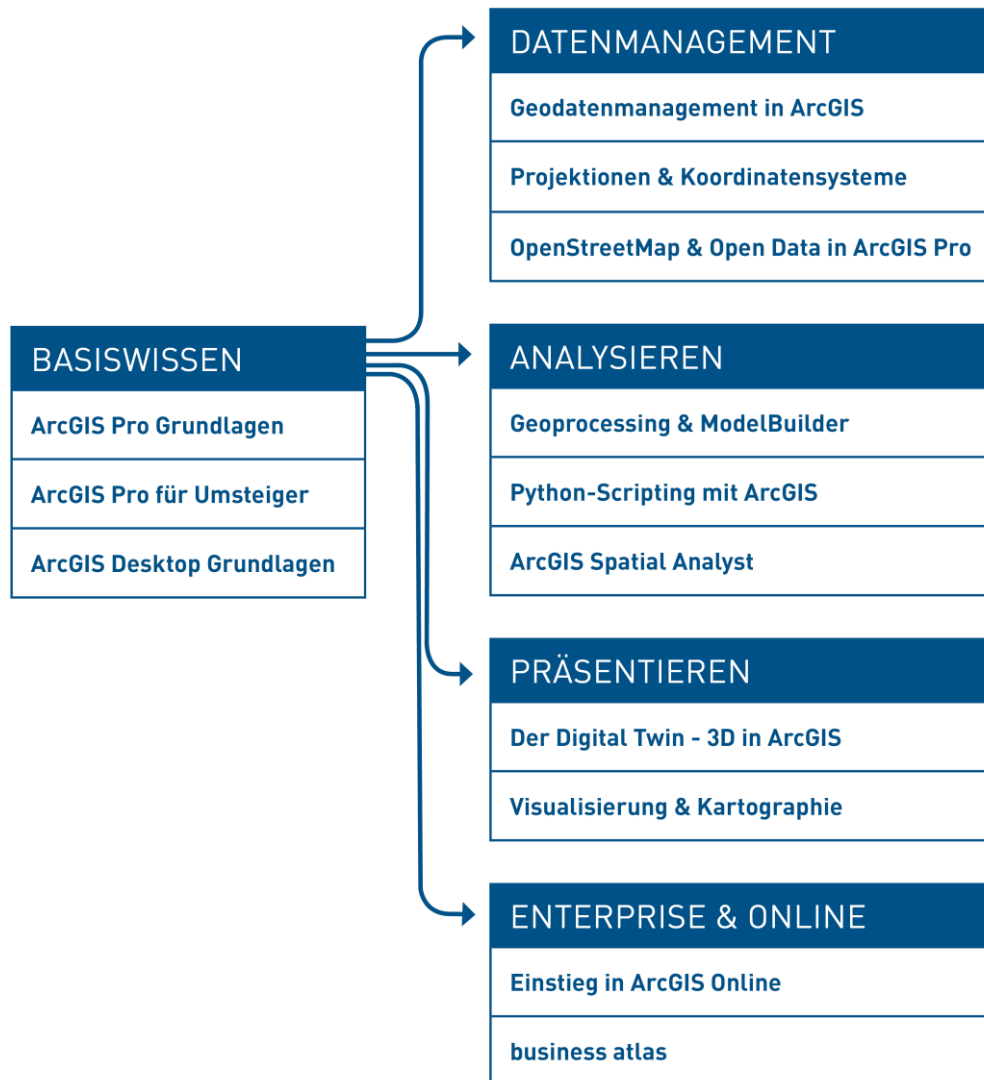 DATENMANAGEMENT
Geodatenmanagement in ArcGIS
Projektionen & Koordinatensysteme
OpenStreetMap & Open Data in ArcGIS Pro
BASISWISSEN
ArcGIS Pro Grundlagen
ArcGIS Pro für Umsteiger
ArcGIS Desktop Grundlagen
ANALYSIEREN
Geoprocessing & ModelBuilder
Python-Scripting mit ArcGIS
ArcGIS Spatial Analyst
PRÄSENTIEREN
Der Digital Twin - 3D in ArcGIS
Visualisierung & Kartographie
ENTERPRISE & ONLINE
Einstieg in ArcGIS Online
business atlas